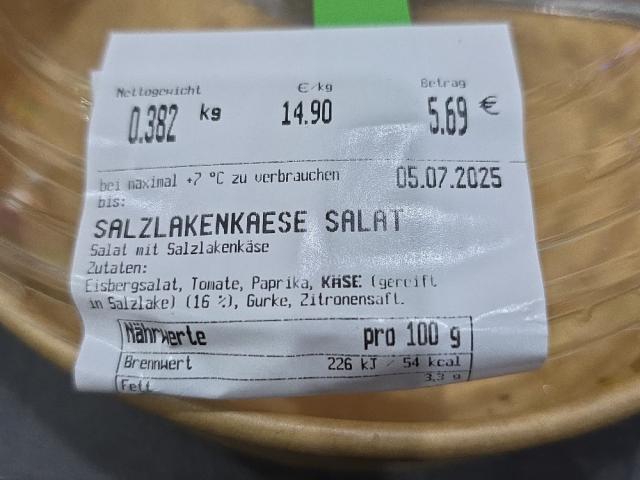 Nettogewicht €/kg Betrag
0.382 kg 14.90 5.69 €
bei maximal +7 °C zu verbrauchen 05.07.2025
bis:
SALZLAKENKAESE SALAT
Salat mit Salzlakenkäse
Zutaten:
Eisbergsalat, Tomate, Paprika, KÄSE (gereift
in Salzlake) (16 %), Gurke, Zitronensaft.
Nährwerte pro 100 g
Brennwert 226 kJ / 54 kcal
Fett 3,3 g